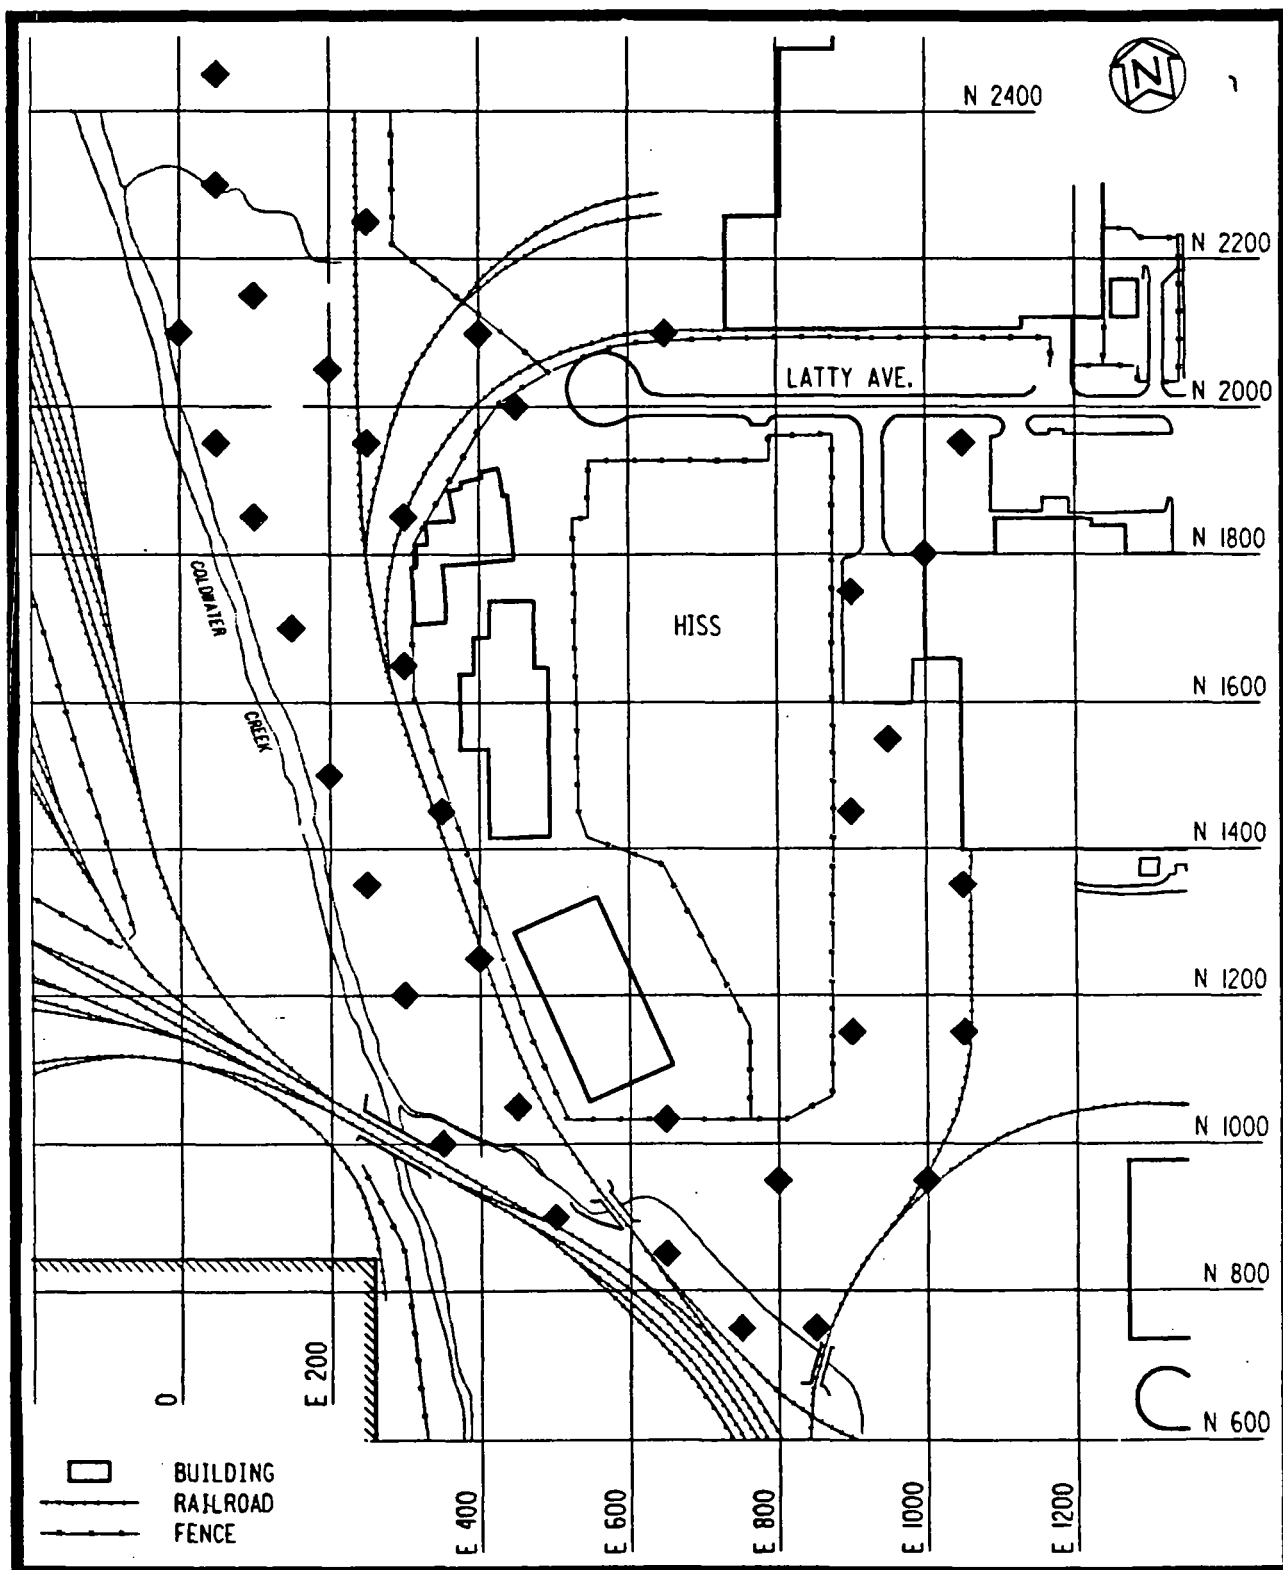 N
N 2400
N 2200
N 2000
LATTY AVE.
N 1800
COLDWATER
CREEK
HISS
N 1600
N 1400
N 1200
N 1000
N 800
N 600
0
E 200
E 400
E 600
E 800
E 1000
E 1200
BUILDING
RAILROAD
FENCE